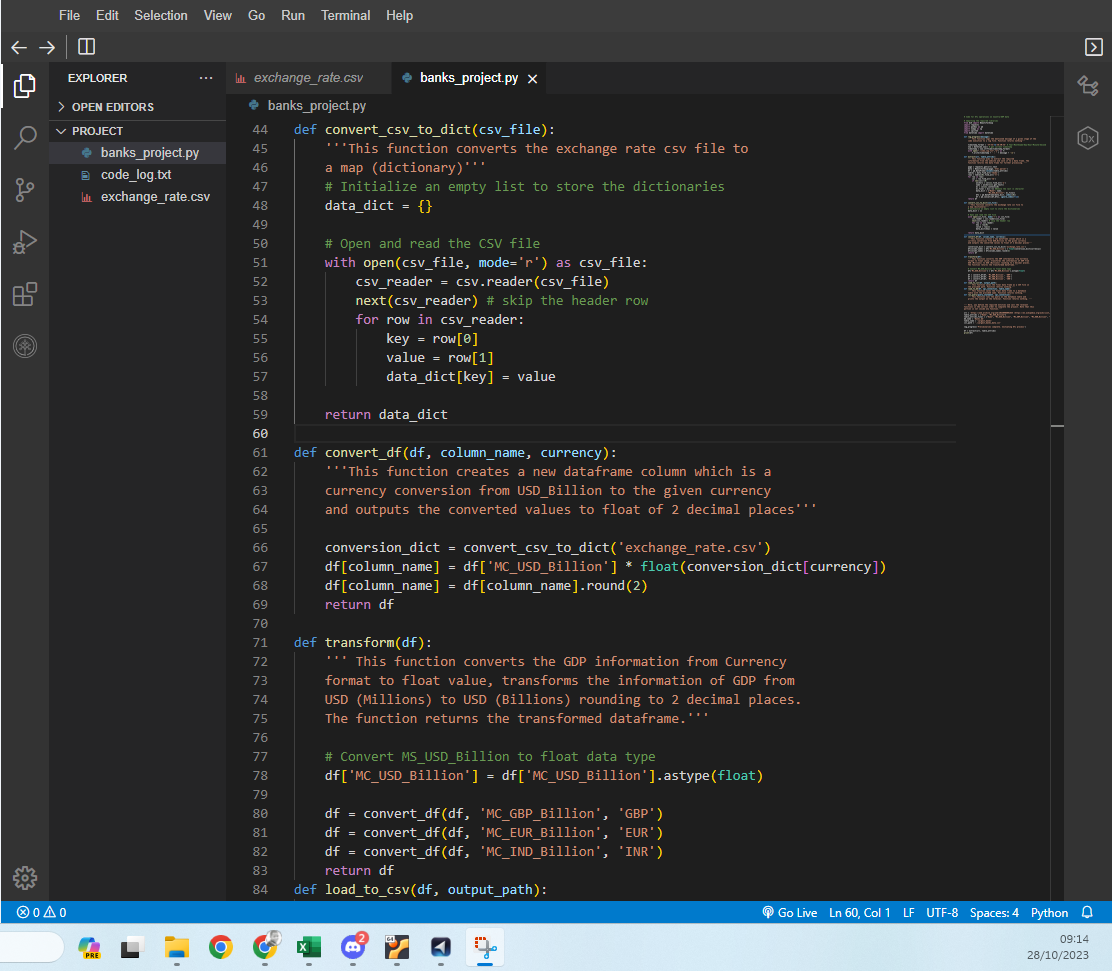 File Edit Selection View Go Run Terminal Help
EXPLORER ...
OPEN EDITORS
PROJECT
banks_project.py
code_log.txt
exchange_rate.csv
exchange_rate.csv banks_project.py
banks_project.py
44 def convert_csv_to_dict(csv_file):
45 '''This function converts the exchange rate csv file to
46 a map (dictionary)'''
47 # Initialize an empty list to store the dictionaries
48 data_dict = {}
49
50 # Open and read the CSV file
51 with open(csv_file, mode='r') as csv_file:
52 csv_reader = csv.reader(csv_file)
53 next(csv_reader) # skip the header row
54 for row in csv_reader:
55 key = row[0]
56 value = row[1]
57 data_dict[key] = value
58
59 return data_dict
60
61 def convert_df(df, column_name, currency):
62 '''This function creates a new dataframe column which is a
63 currency conversion from USD_Billion to the given currency
64 and outputs the converted values to float of 2 decimal places'''
65
66 conversion_dict = convert_csv_to_dict('exchange_rate.csv')
67 df[column_name] = df['MC_USD_Billion'] * float(conversion_dict[currency])
68 df[column_name] = df[column_name].round(2)
69 return df
70
71 def transform(df):
72 ''' This function converts the GDP information from Currency
73 format to float value, transforms the information of GDP from
74 USD (Millions) to USD (Billions) rounding to 2 decimal places.
75 The function returns the transformed dataframe.'''
76
77 # Convert MS_USD_Billion to float data type
78 df['MC_USD_Billion'] = df['MC_USD_Billion'].astype(float)
79
80 df = convert_df(df, 'MC_GBP_Billion', 'GBP')
81 df = convert_df(df, 'MC_EUR_Billion', 'EUR')
82 df = convert_df(df, 'MC_IND_Billion', 'INR')
83 return df
84 def load_to_csv(df, output_path):
0x
0 0 Go Live Ln 60, Col 1 LF UTF-8 Spaces: 4 Python
PRE
X
2
64
09:14
28/10/2023